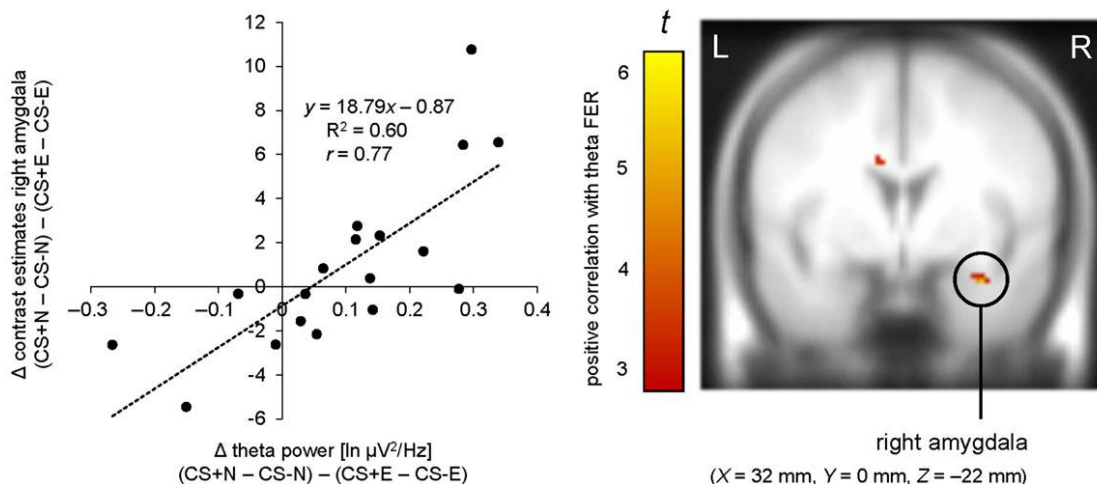 12
10
8
6
4
2
0
-2
-4
-6
−0.3
−0.2
−0.1
0
0.1
0.2
0.3
0.4
y = 18.79x – 0.87
R² = 0.60
r = 0.77
Δ contrast estimates right amygdala
(CS+N – CS-N) – (CS+E – CS-E)
Δ theta power [ln µV²/Hz]
(CS+N – CS-N) – (CS+E – CS-E)
t
6
5
4
3
positive correlation with theta FER
L
R
right amygdala
(X = 32 mm, Y = 0 mm, Z = –22 mm)